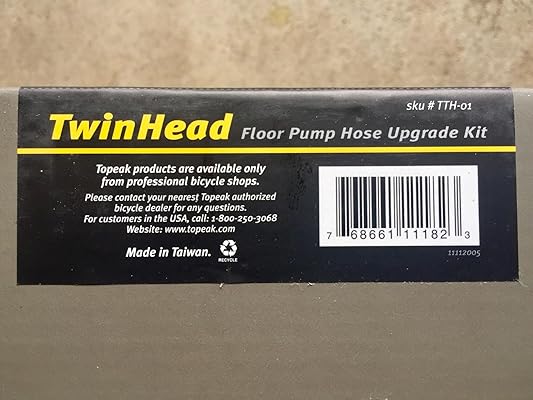 sku # TTH-01
TwinHead Floor Pump Hose Upgrade Kit
Topeak products are available only
from professional bicycle shops.
Please contact your nearest Topeak authorized
bicycle dealer for any questions.
For customers in the USA, call: 1-800-250-3068
Website: www.topeak.com
Made in Taiwan.
RECYCLE
7 68661 11182 3
11112005